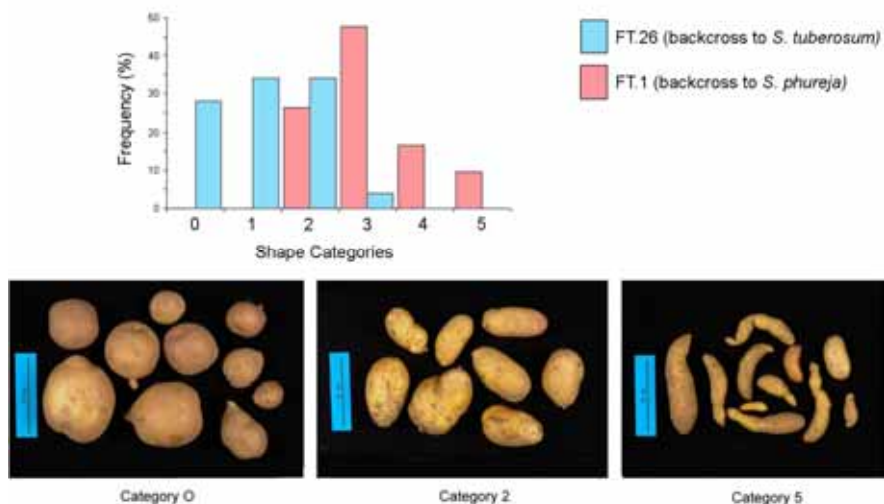 Frequency (%)
50
40
30
20
10
0
0 1 2 3 4 5
Shape Categories
FT.26 (backcross to S. tuberosum)
FT.1 (backcross to S. phureja)
Category O
Category 2
Category 5